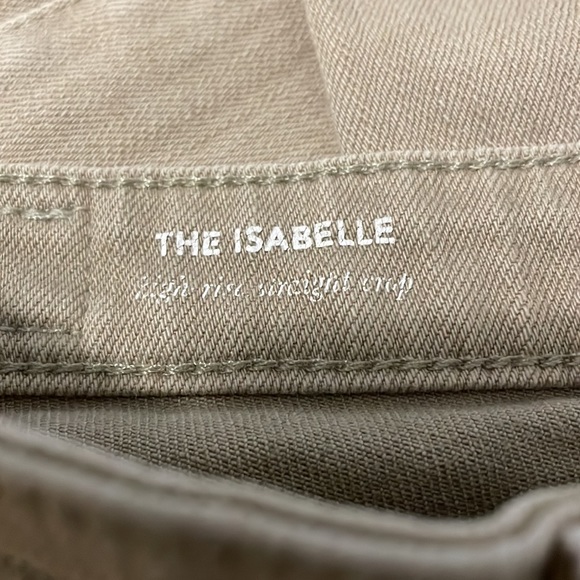 THE ISABELLE
high rise straight crop